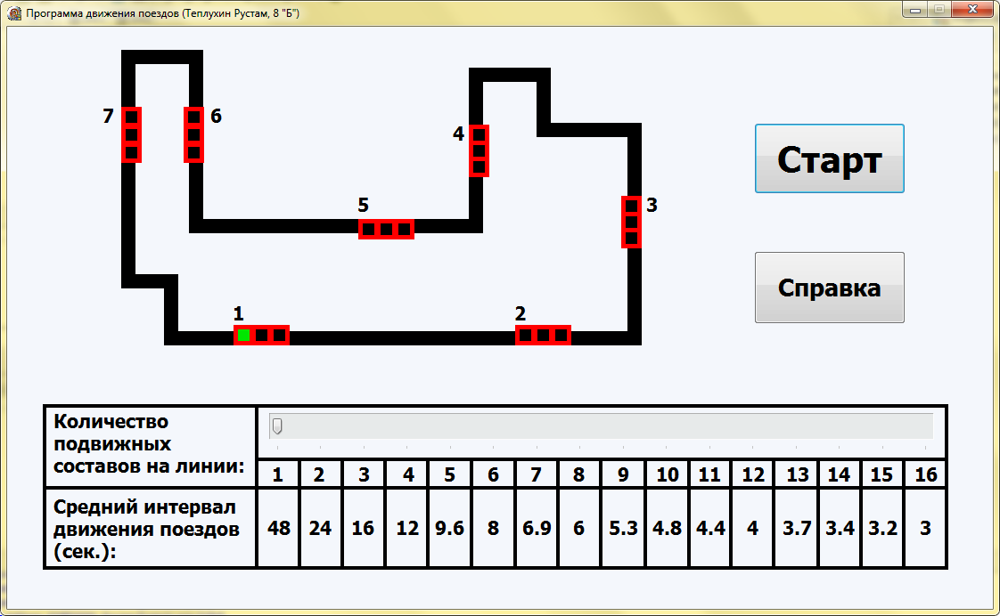 Программа движения поездов (Теплухин Рустам, 8 "Б")
7
6
4
5
3
1
2
Старт
Справка
Количество
подвижных
составов на линии:
1 2 3 4 5 6 7 8 9 10 11 12 13 14 15 16
Средний интервал
движения поездов
(сек.):
48 24 16 12 9.6 8 6.9 6 5.3 4.8 4.4 4 3.7 3.4 3.2 3